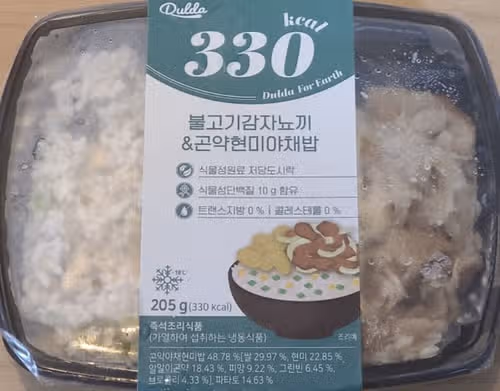 Dulda
330 kcal
Dulda For Earth
불고기감자뇨끼
&곤약현미야채밥
식물성원료 저당도시락
식물성단백질 10 g 함유
트랜스지방 0 % | 콜레스테롤 0 %
-18℃
205 g(330 kcal)
조리예
즉석조리식품
(가열하여 섭취하는 냉동식품)
곤약야채현미밥 48.78 %[쌀 29.97 %, 현미 22.85 %,
알알이곤약 18.43 %, 피망 9.22 %, 그린빈 6.45 %,
브로콜리 4.33 %], 파타토 14.63 %